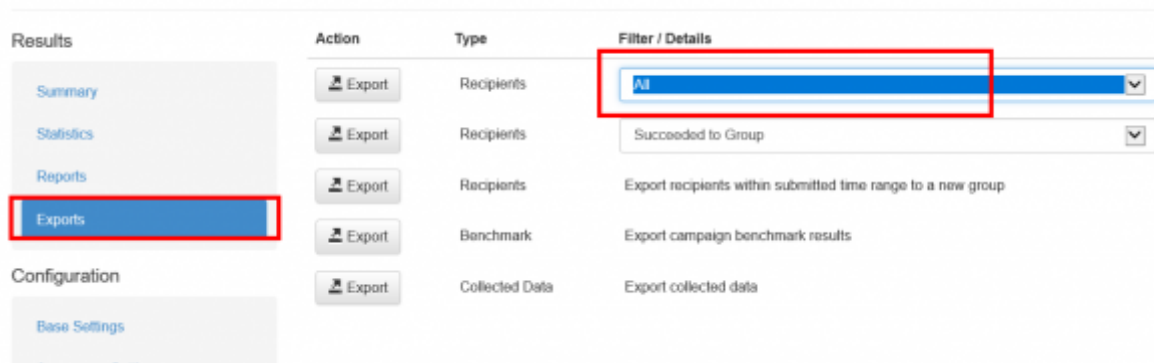 Results
Action Type Filter / Details
Summary
Statistics
Reports
Exports
Export Recipients All
Export Recipients Succeeded to Group
Export Recipients Export recipients within submitted time range to a new group
Export Benchmark Export campaign benchmark results
Export Collected Data Export collected data
Configuration
Base Settings